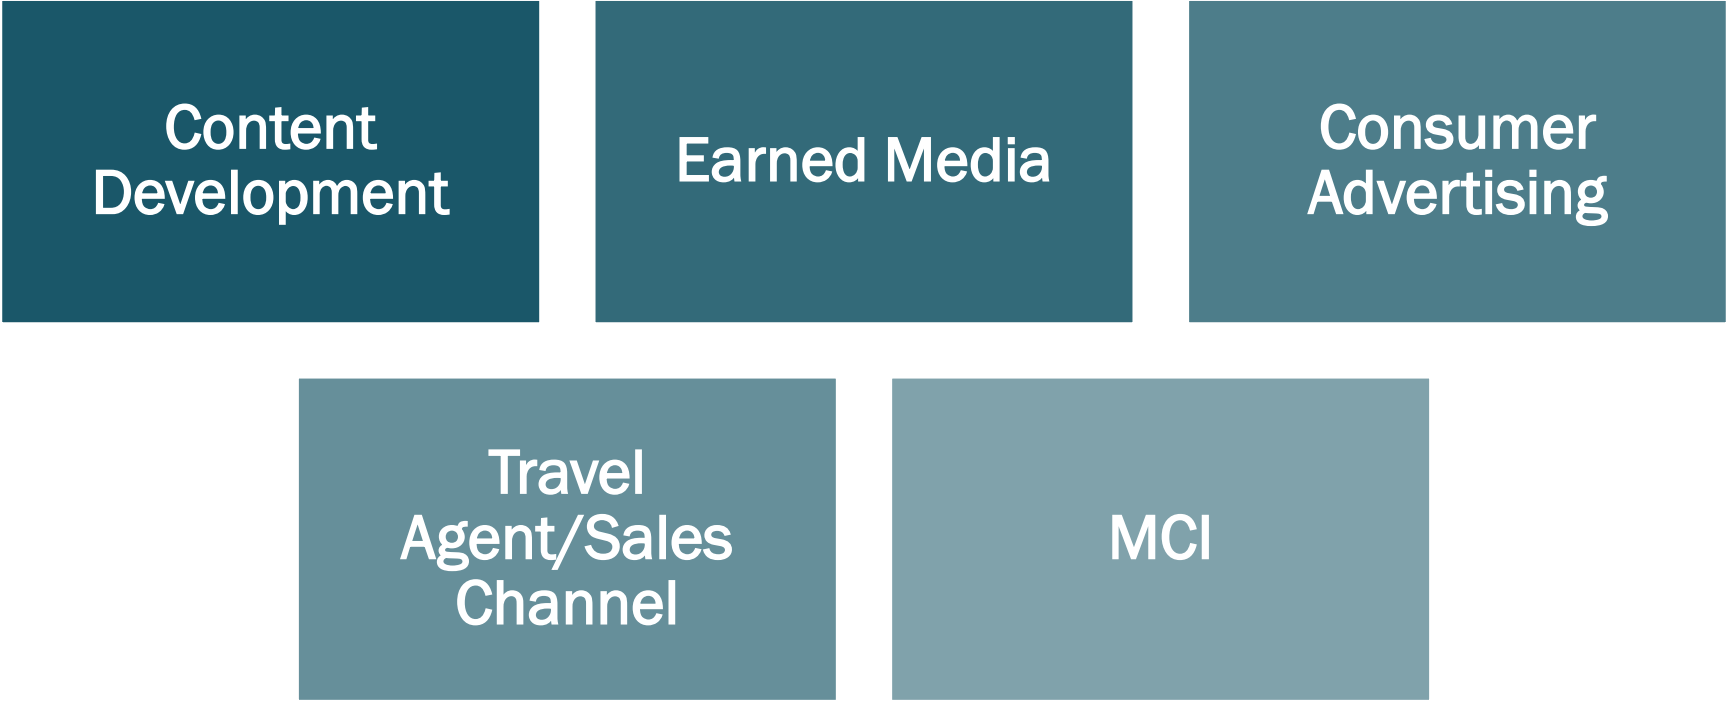 Content
Development
Earned Media
Consumer
Advertising
Travel
Agent/Sales
Channel
MCI